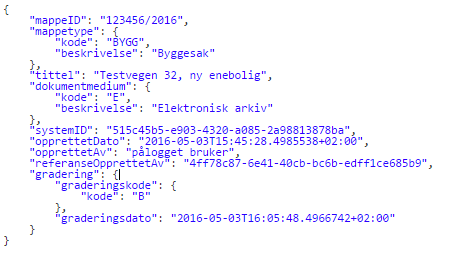 {
    "mappeID": "123456/2016",
    "mappetype": {
        "kode": "BYGG",
        "beskrivelse": "Byggesak"
    },
    "tittel": "Testvegen 32, ny enebolig",
    "dokumentmedium": {
        "kode": "E",
        "beskrivelse": "Elektronisk arkiv"
    },
    "systemID": "515c45b5-e903-4320-a085-2a98813878ba",
    "opprettetDato": "2016-05-03T15:45:28.4985538+02:00",
    "opprettetAv": "pålogget bruker",
    "referanseOpprettetAv": "4ff78c87-6e41-40cb-bc6b-edff1ce685b9",
    "gradering": {
        "graderingskode": {
            "kode": "B"
        },
        "graderingsdato": "2016-05-03T16:05:48.4966742+02:00"
    }
}